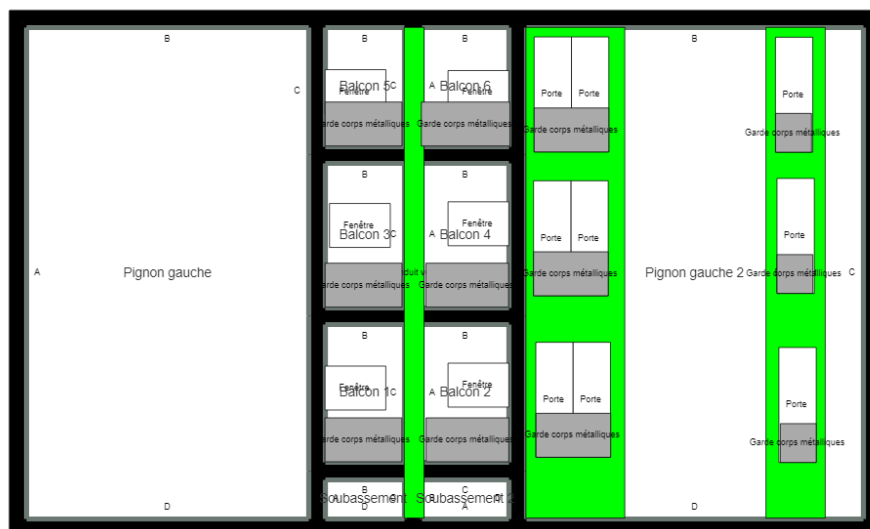 B
B
B
B
C
Balcon 5
C
A
Balcon 6
Fenêtre
Fenêtre
Porte
Porte
Porte
Garde corps métalliques
Garde corps métalliques
Garde corps métalliques
Garde corps métalliques
B
B
Fenêtre
Fenêtre
Balcon 3
C
A
Balcon 4
Porte
Porte
Porte
A
Pignon gauche
Garde corps métalliques
Garde corps métalliques
Garde corps métalliques
Pignon gauche 2
Garde corps métalliques
C
B
B
Fenêtre
Fenêtre
Balcon 1
C
A
Balcon 2
Porte
Porte
Porte
Garde corps métalliques
Garde corps métalliques
Garde corps métalliques
Garde corps métalliques
B
C
Soubassement
A
C
Soubassement 2
B
D
D
D
A
D